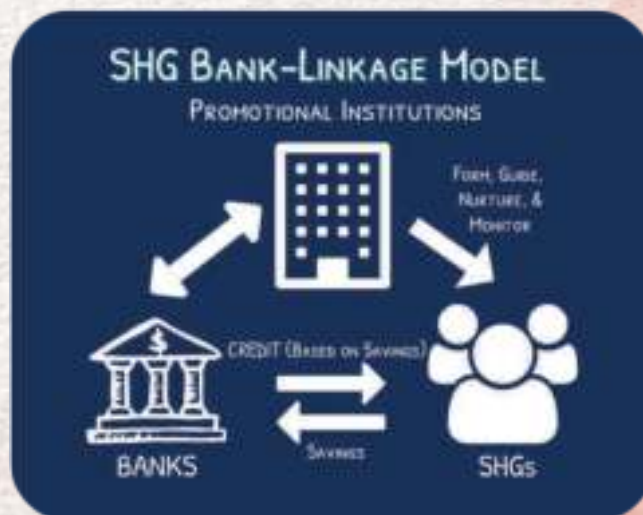 SHG BANK-LINKAGE MODEL
PROMOTIONAL INSTITUTIONS
FORM, GUIDE,
NURTURE, &
MONITOR
CREDIT (BASED ON SAVINGS)
$
SAVINGS
BANKS
SHGs